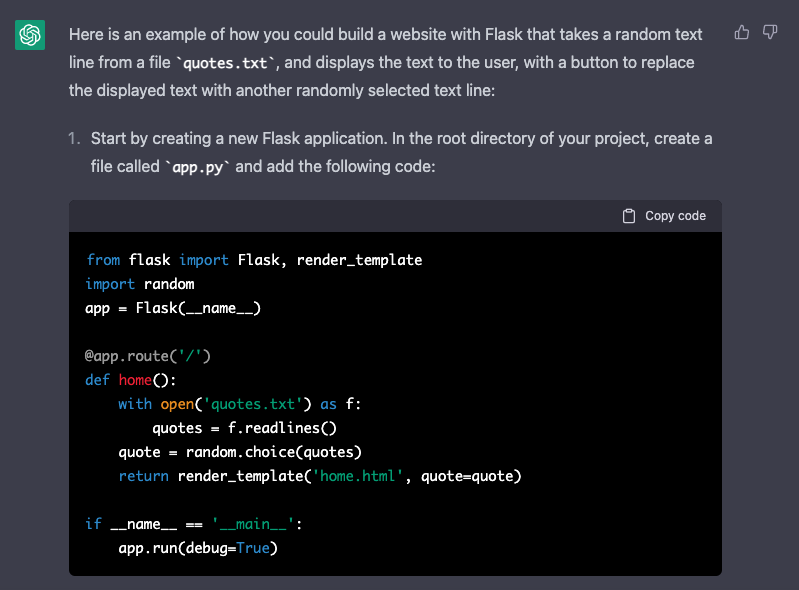 Here is an example of how you could build a website with Flask that takes a random text
line from a file `quotes.txt`, and displays the text to the user, with a button to replace
the displayed text with another randomly selected text line:
1. Start by creating a new Flask application. In the root directory of your project, create a
file called `app.py` and add the following code:
Copy code
from flask import Flask, render_template
import random
app = Flask(__name__)

@app.route('/')
def home():
    with open('quotes.txt') as f:
        quotes = f.readlines()
    quote = random.choice(quotes)
    return render_template('home.html', quote=quote)

if __name__ == '__main__':
    app.run(debug=True)